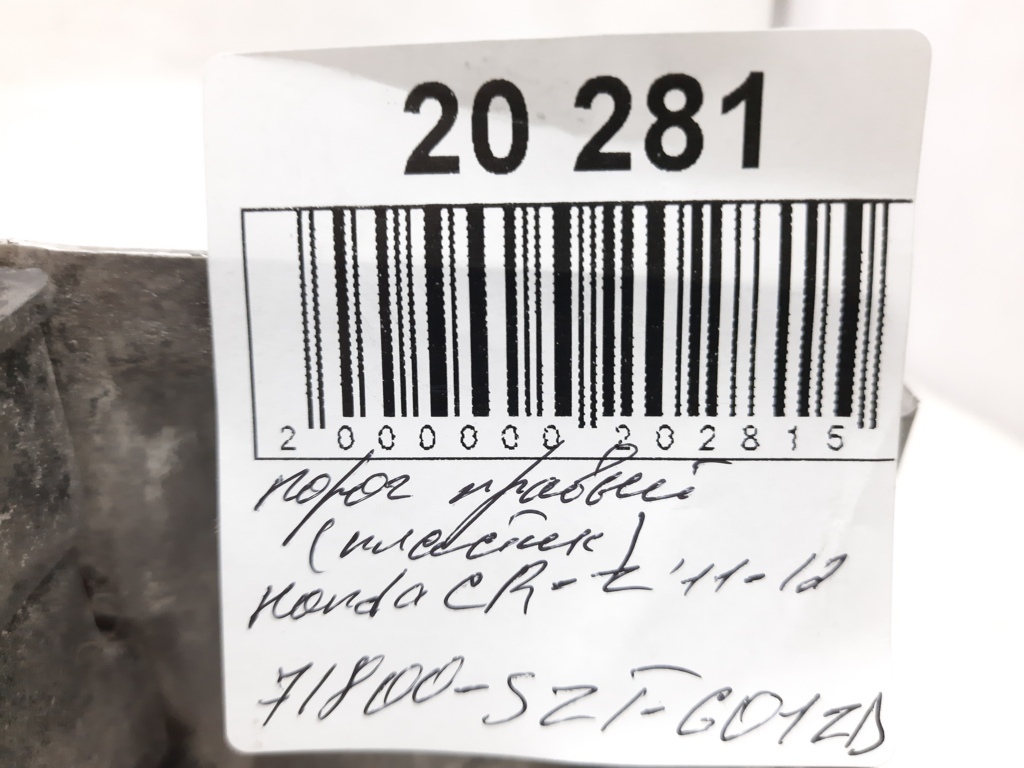 20 281
2 000000 202815
порог правый
(пластик)
Honda CR-Z '11-12
71800-SZT-G01ZD